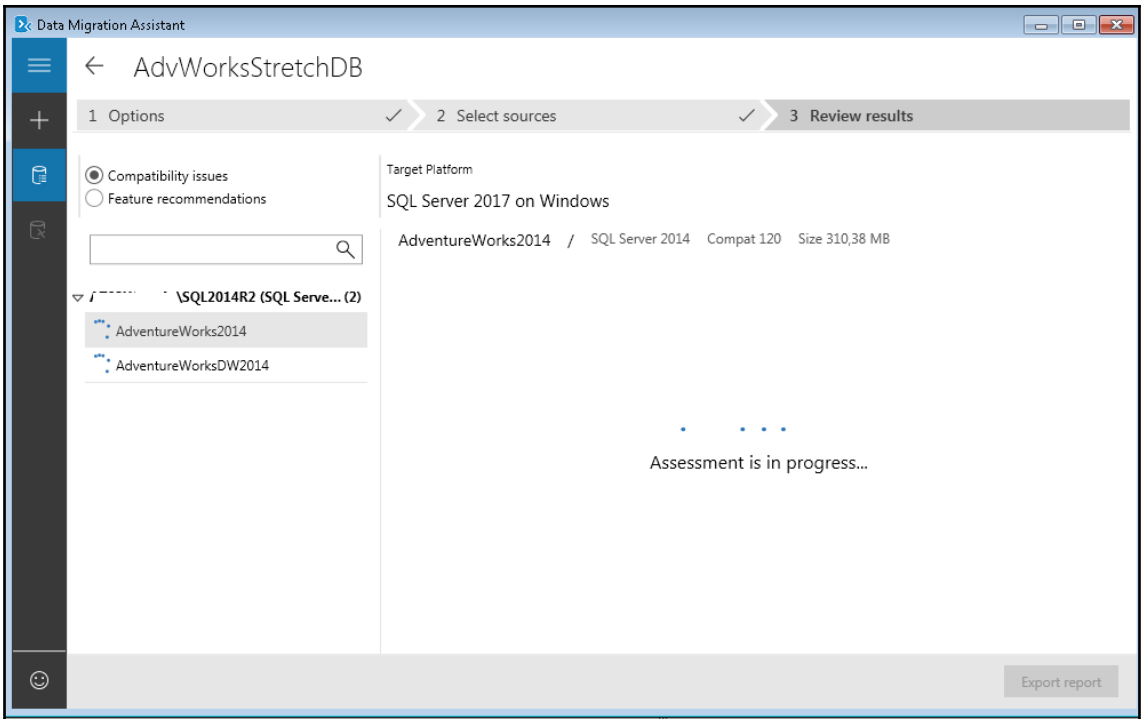 Data Migration Assistant
AdvWorksStretchDB
1 Options
2 Select sources
3 Review results
Compatibility issues
Feature recommendations
Target Platform
SQL Server 2017 on Windows
AdventureWorks2014 / SQL Server 2014 Compat 120 Size 310,38 MB
\SQL2014R2 (SQL Serve... (2)
AdventureWorks2014
AdventureWorksDW2014
Assessment is in progress...
Export report